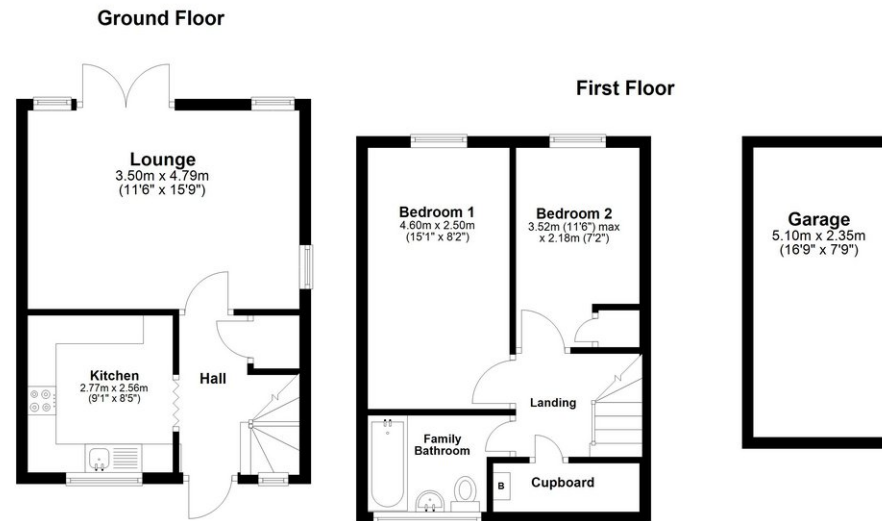 Ground Floor
Lounge
3.50m x 4.79m
(11'6" x 15'9")
Kitchen
2.77m x 2.56m
(9'1" x 8'5")
Hall
First Floor
Bedroom 1
4.60m x 2.50m
(15'1" x 8'2")
Bedroom 2
3.52m (11'6") max
x 2.18m (7'2")
Landing
Family
Bathroom
B
Cupboard
Garage
5.10m x 2.35m
(16'9" x 7'9")